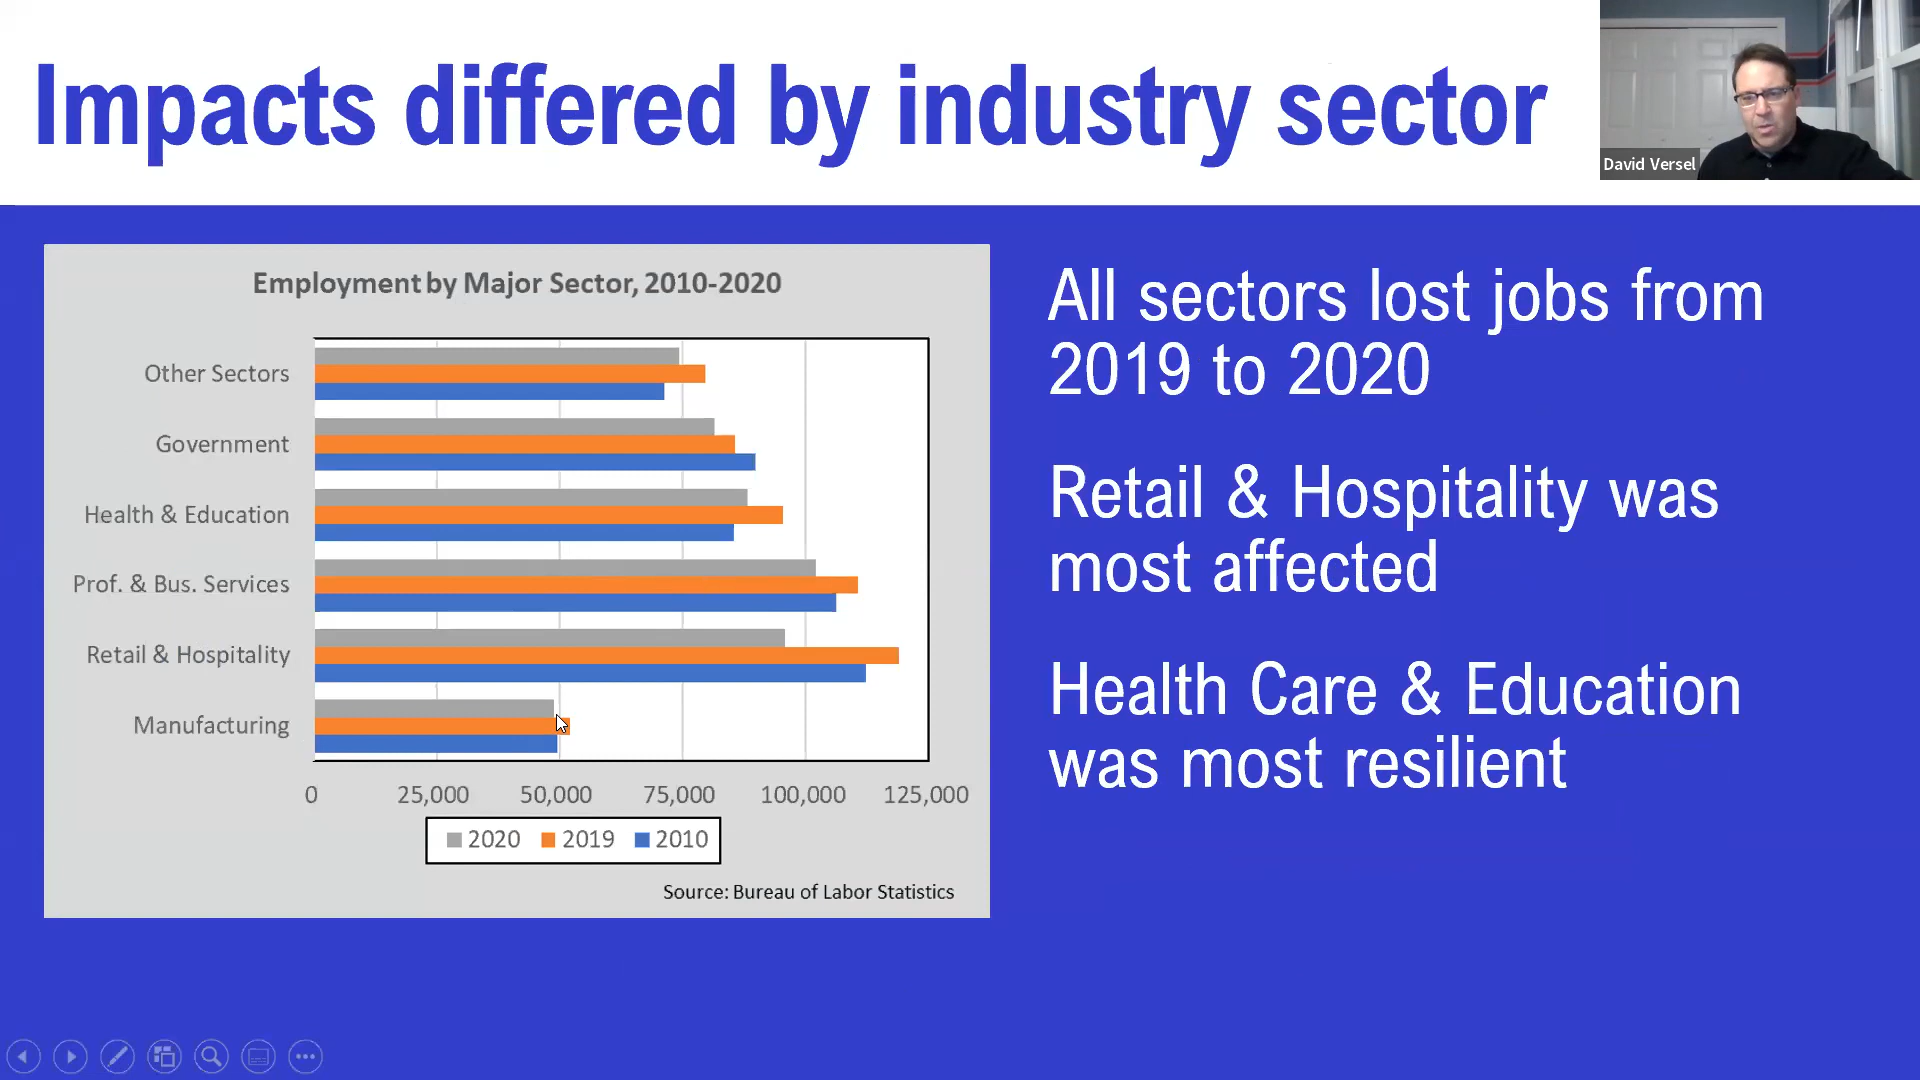 Impacts differed by industry sector
David Versel
Employment by Major Sector, 2010-2020
Other Sectors
Government
Health & Education
Prof. & Bus. Services
Retail & Hospitality
Manufacturing
0 25,000 50,000 75,000 100,000 125,000
2020 2019 2010
Source: Bureau of Labor Statistics
All sectors lost jobs from
2019 to 2020
Retail & Hospitality was
most affected
Health Care & Education
was most resilient